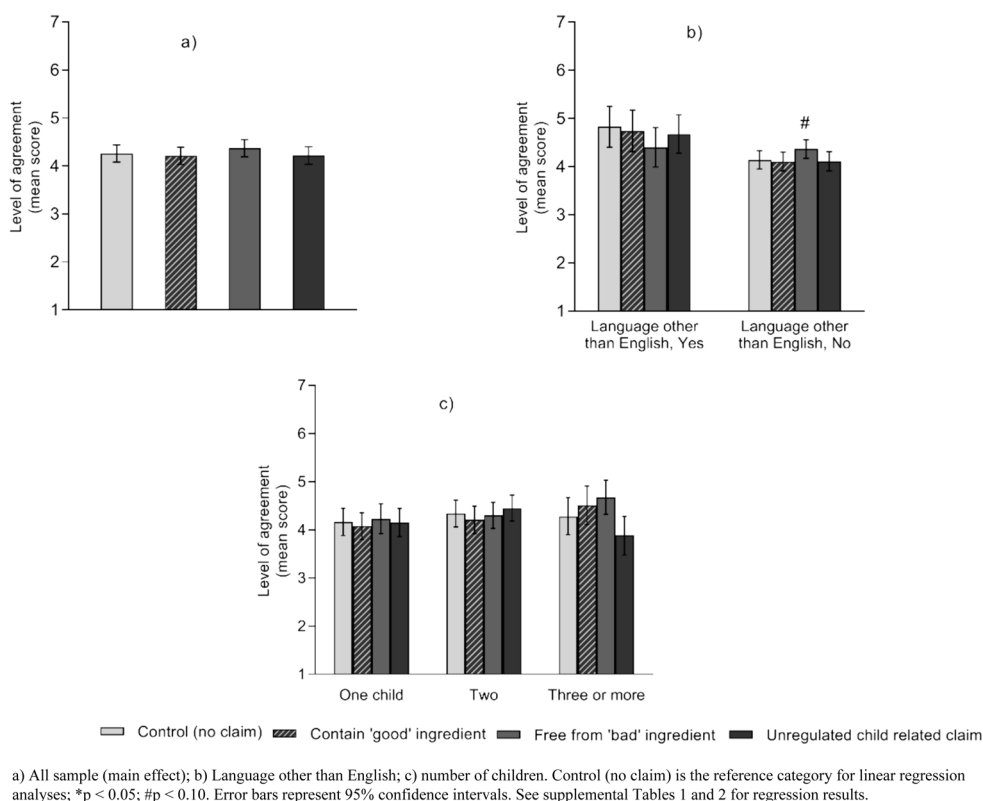 a)
7
6
5
4
3
2
1
Level of agreement
(mean score)
b)
7
6
5
4
3
2
1
Level of agreement
(mean score)
#
Language other
than English, Yes
Language other
than English, No
c)
7
6
5
4
3
2
1
Level of agreement
(mean score)
One child
Two
Three or more
Control (no claim) Contain 'good' ingredient Free from 'bad' ingredient Unregulated child related claim
a) All sample (main effect); b) Language other than English; c) number of children. Control (no claim) is the reference category for linear regression
analyses; *p < 0.05; #p < 0.10. Error bars represent 95% confidence intervals. See supplemental Tables 1 and 2 for regression results.